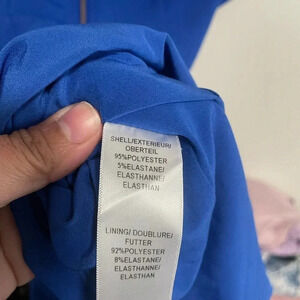 SHELL/EXTERIEUR/
OBERTEIL
95%POLYESTER
5%ELASTANE/
ELASTHANNE/
ELASTHAN
LINING/ DOUBLURE/
FUTTER
92%POLYESTER
8%ELASTANE/
ELASTHANNE/
ELASTHAN